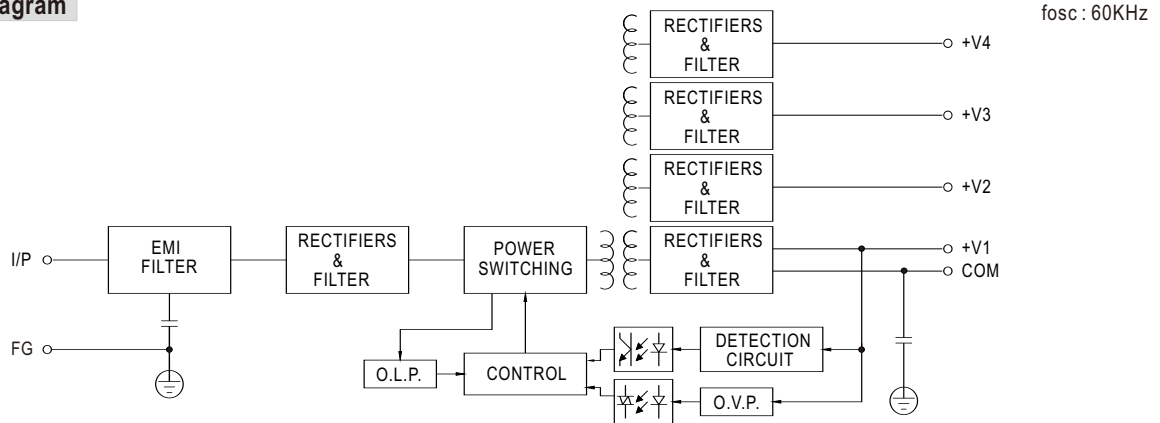 agram
fosc : 60KHz
RECTIFIERS
&
FILTER
+V4
RECTIFIERS
&
FILTER
+V3
RECTIFIERS
&
FILTER
+V2
I/P
EMI
FILTER
RECTIFIERS
&
FILTER
POWER
SWITCHING
RECTIFIERS
&
FILTER
+V1
COM
FG
O.L.P.
CONTROL
DETECTION
CIRCUIT
O.V.P.